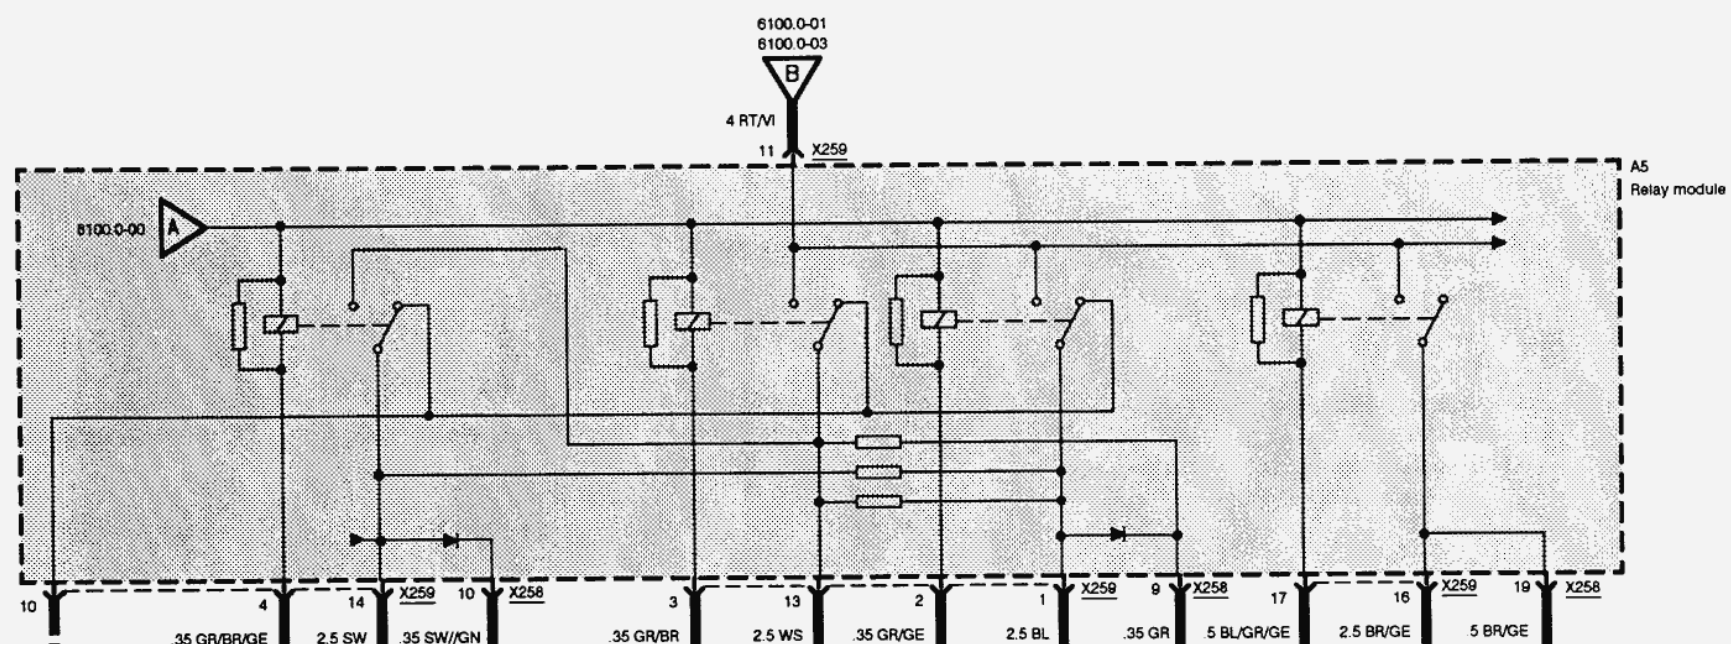 6100.0-01
6100.0-03
B
4 RT/VI
11 X259
A5
Relay module
6100.0-00 A
10 4 14 X259 10 X258 3 13 2 1 X259 9 X258 17 16 X259 19 X258
.35 GR/BR/GE 2.5 SW .35 SW//GN .35 GR/BR 2.5 WS .35 GR/GE 2.5 BL .35 GR .5 BL/GR/GE 2.5 BR/GE .5 BR/GE